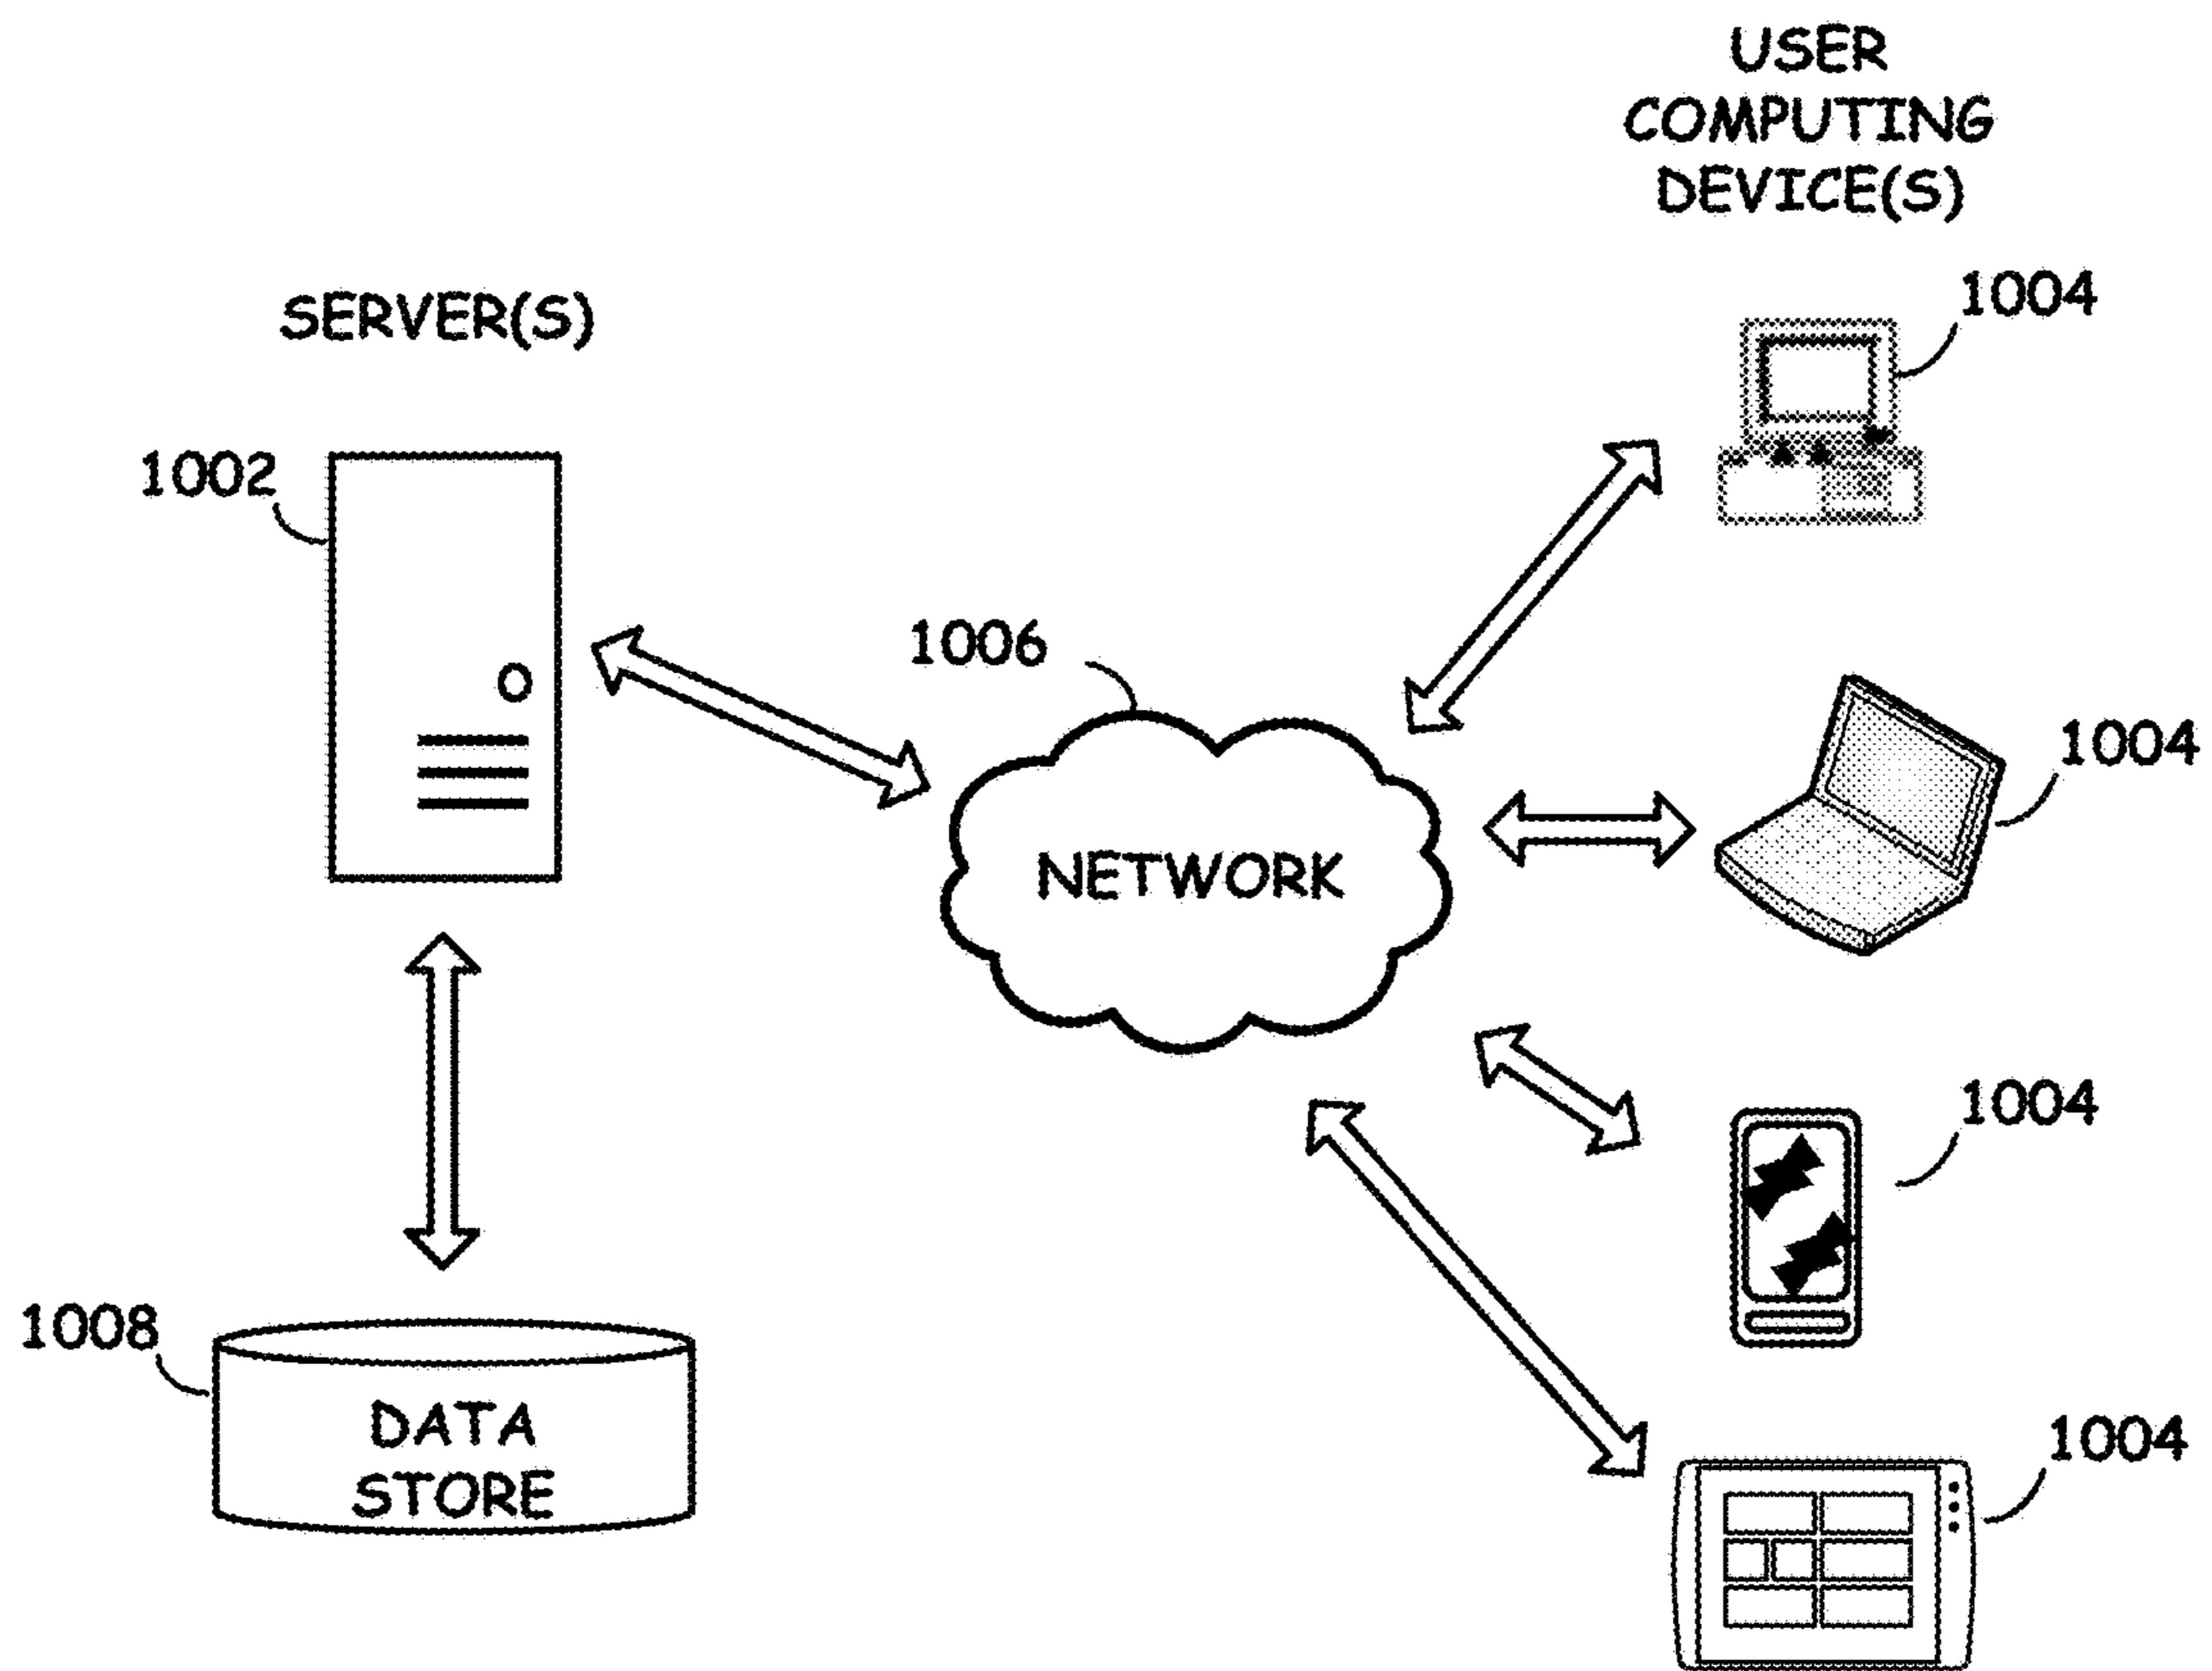 USER
COMPUTING
DEVICE(S)
1004
SERVER(S)
1002
1006
1004
NETWORK
1004
1008
DATA
STORE
1004